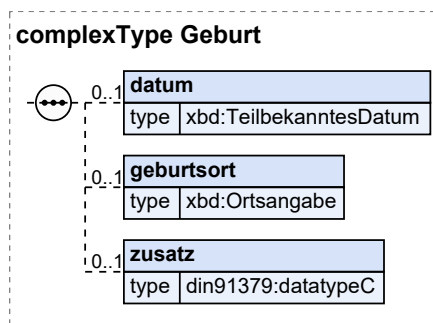 complexType Geburt
0..1 datum
type xbd:TeilbekanntesDatum
0..1 geburtsort
type xbd:Ortsangabe
0..1 zusatz
type din91379:datatypeC